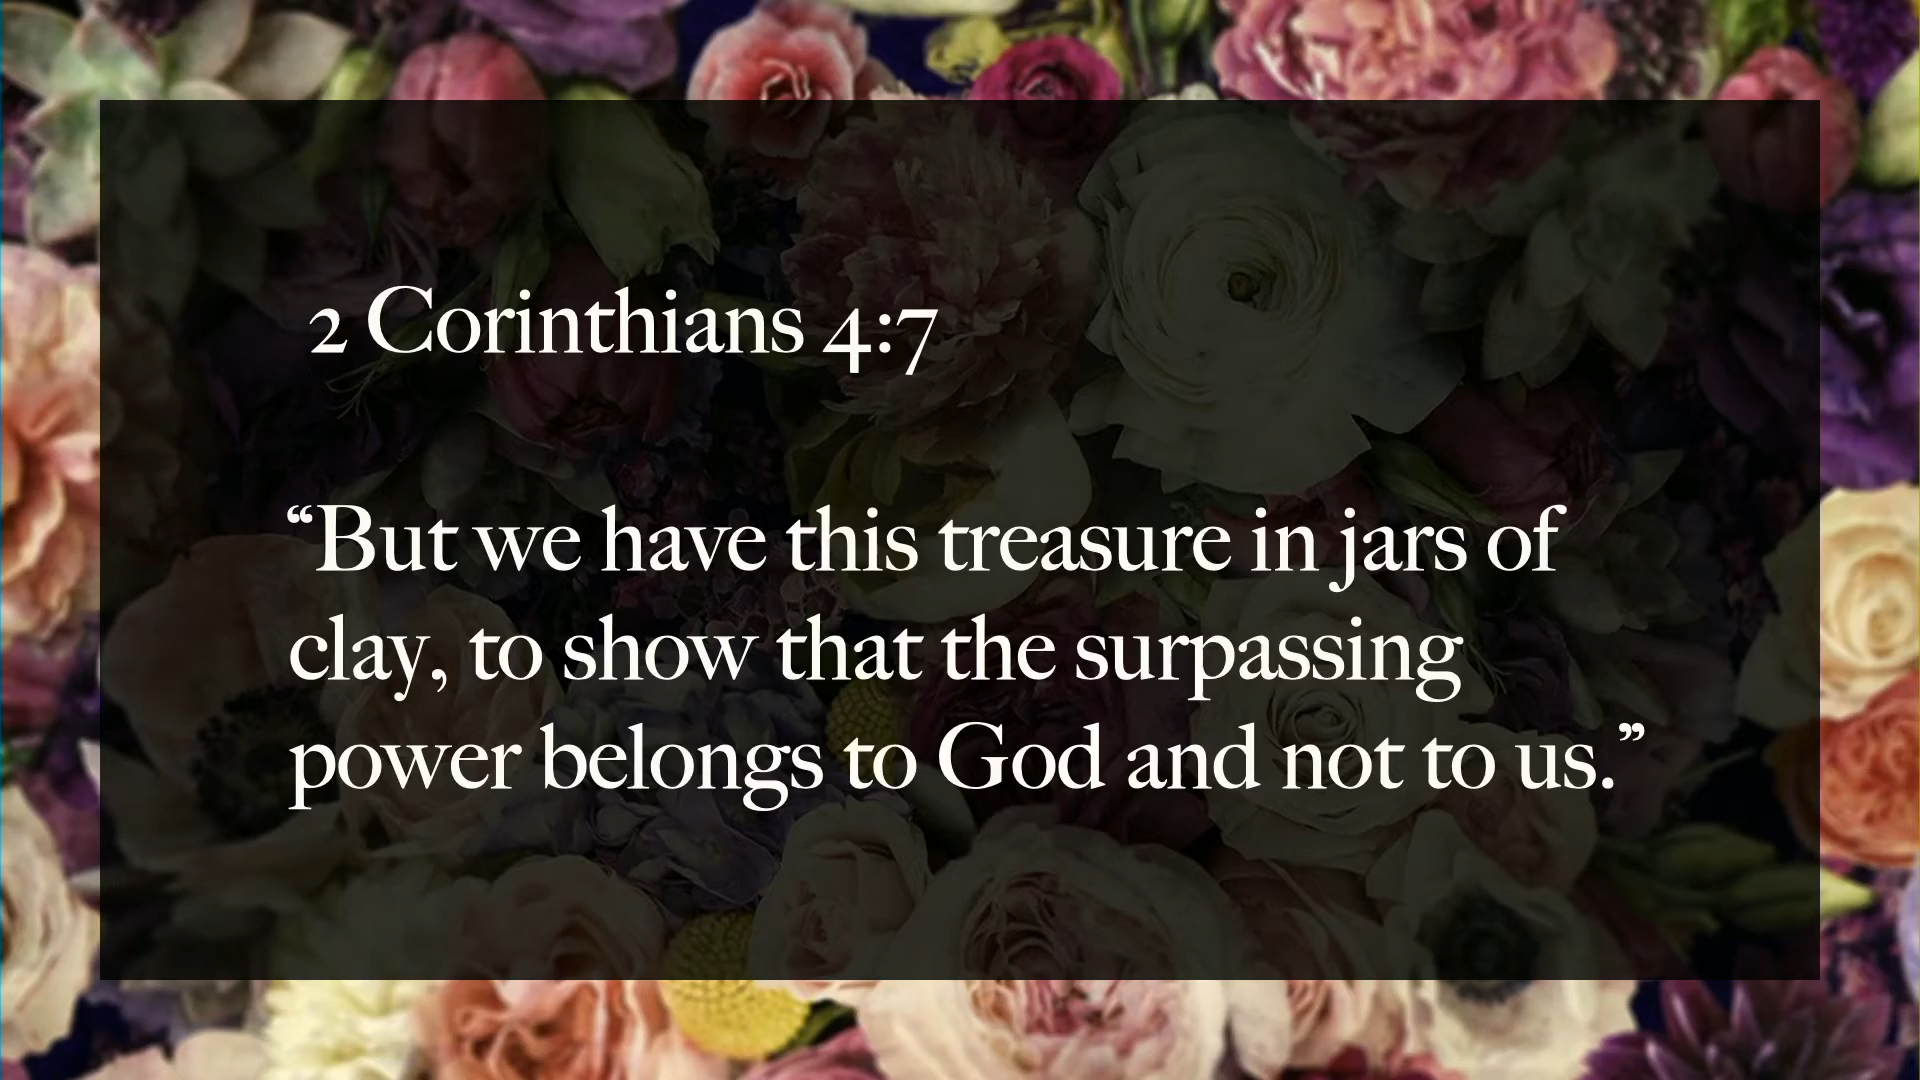 2 Corinthians 4:7
“But we have this treasure in jars of
clay, to show that the surpassing
power belongs to God and not to us.”